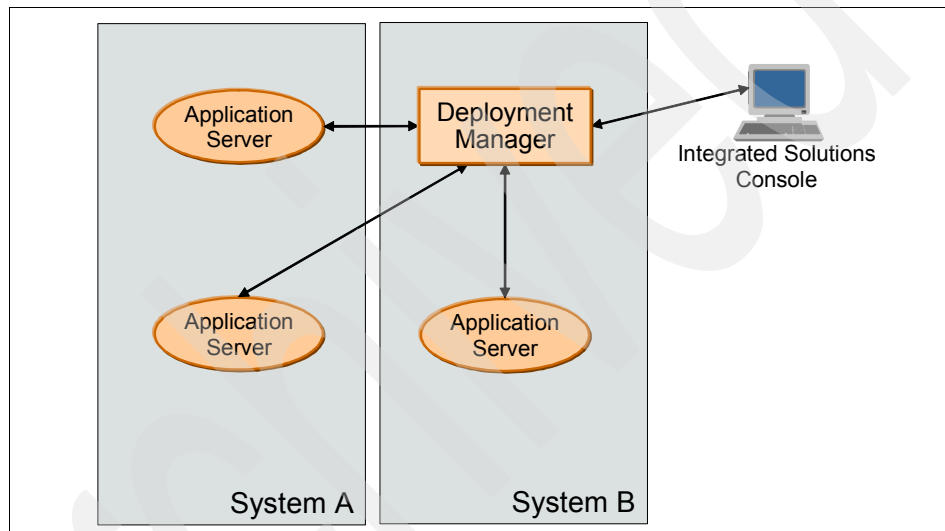 Application
Server
Deployment
Manager
Integrated Solutions
Console
Application
Server
Application
Server
System A
System B